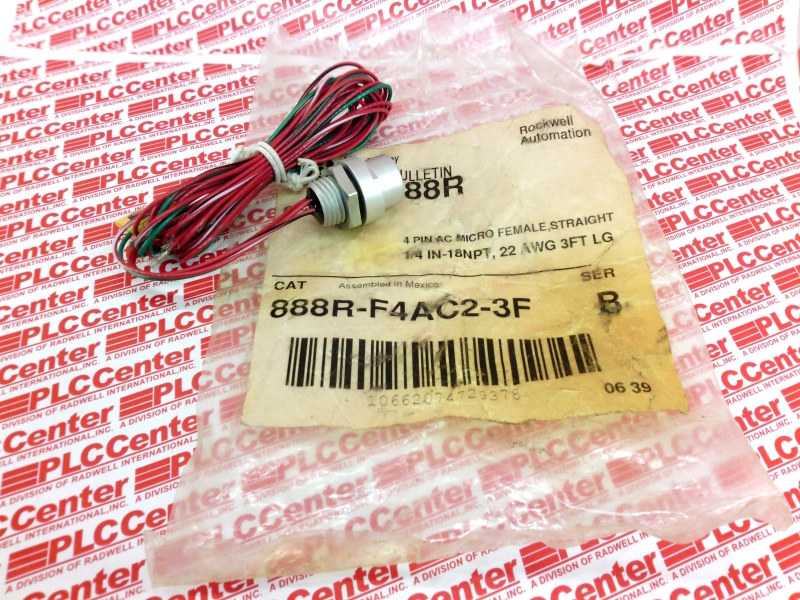 Rockwell
Automation
BULLETIN
888R
4 PIN AC MICRO FEMALE, STRAIGHT
1/4 IN-18NPT, 22 AWG 3FT LG
CAT
Assembled in Mexico
SER
888R-F4AC2-3F
B
10662074729378
06 39
PLCCenter
A DIVISION OF RADWELL INTERNATIONAL, INC.